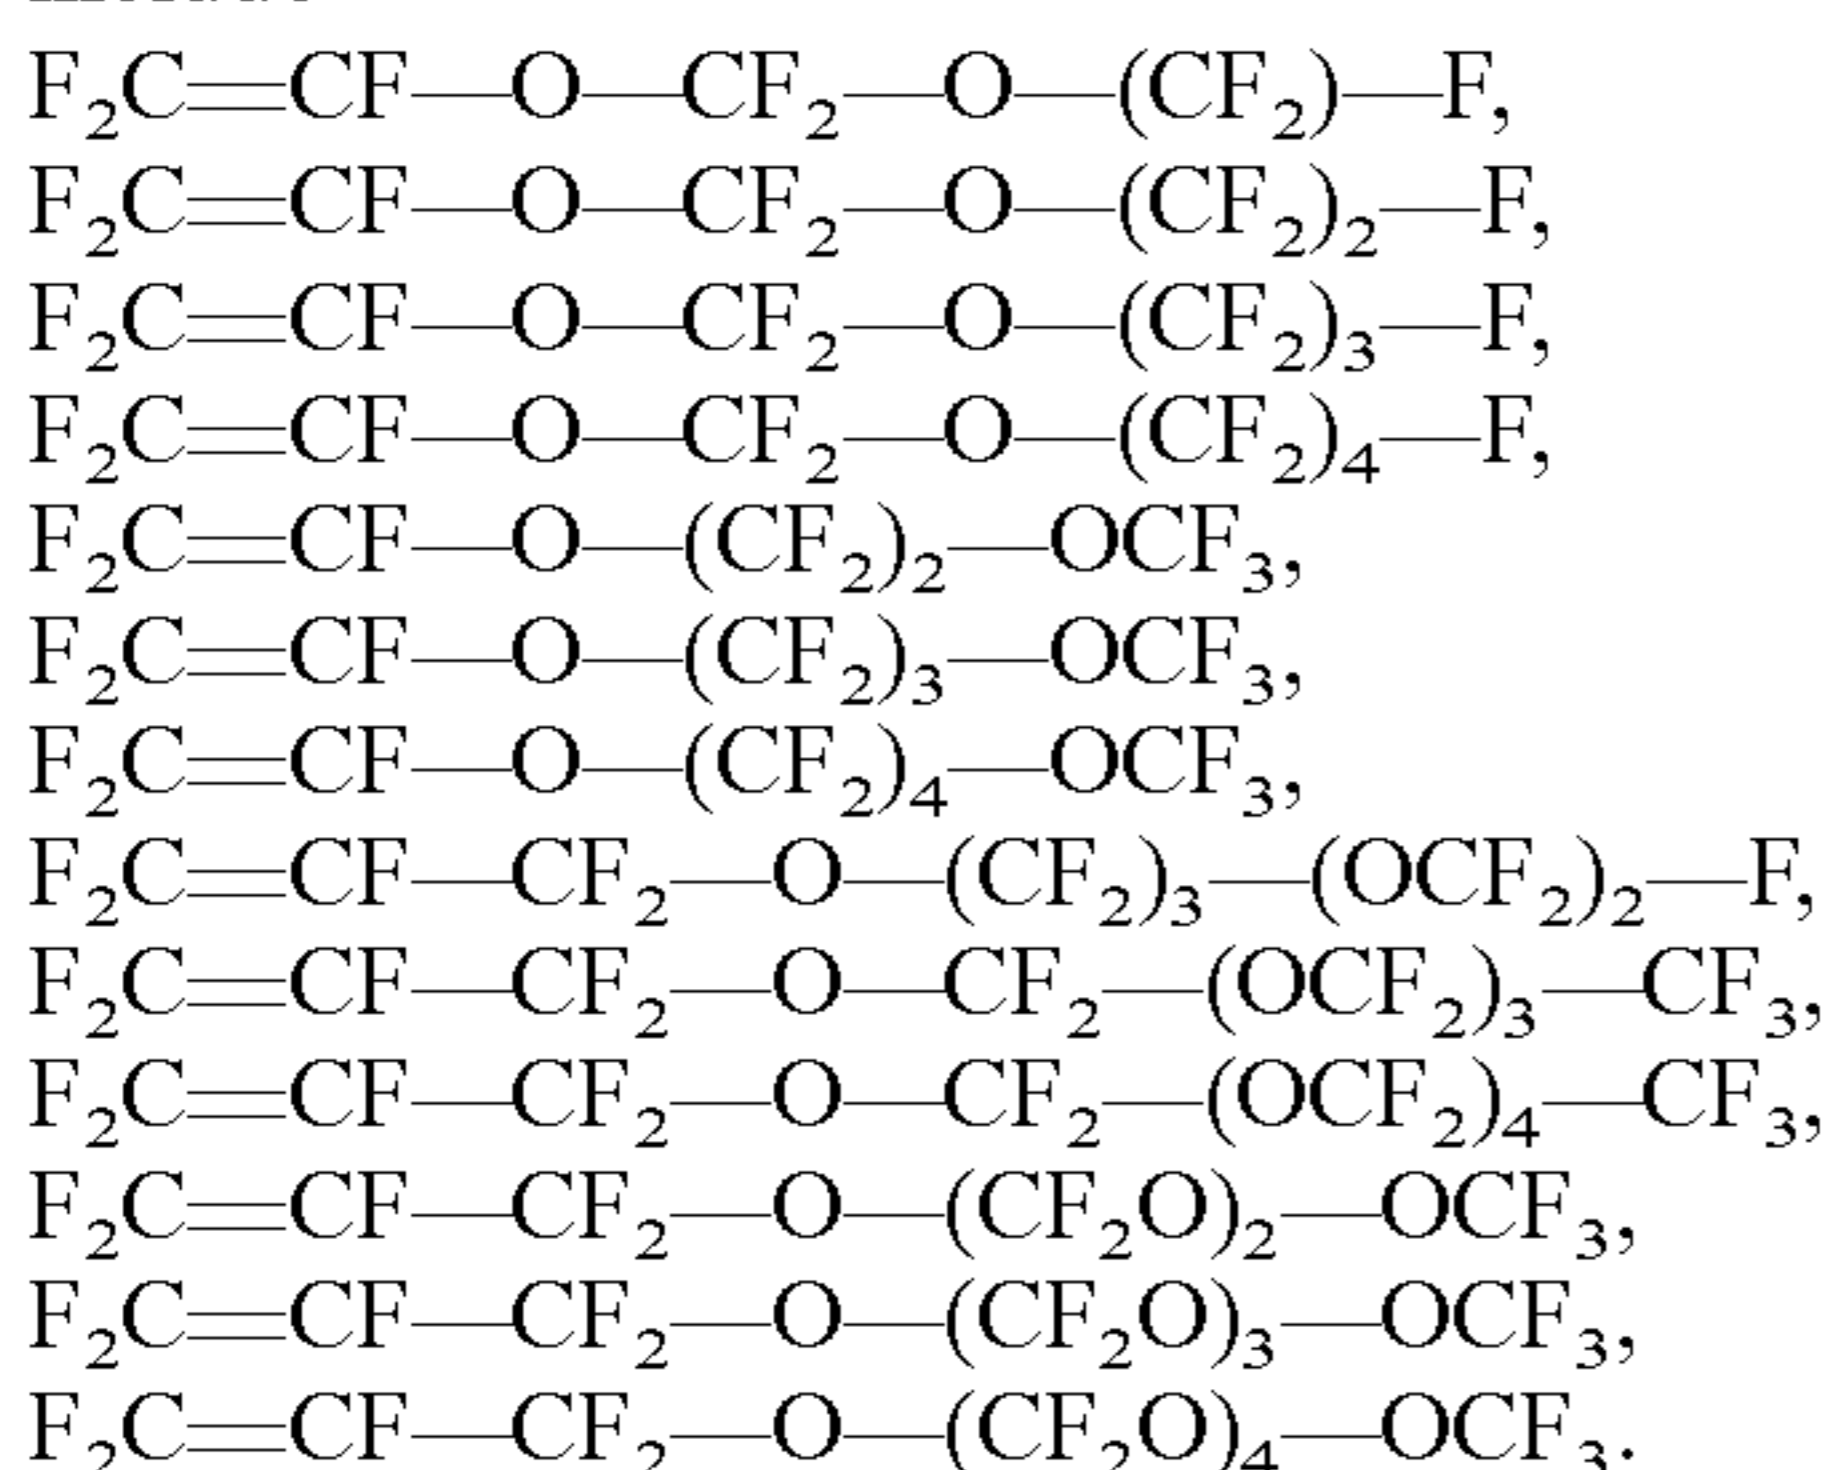 F₂C═CF—O—CF₂—O—(CF₂)—F,
F₂C═CF—O—CF₂—O—(CF₂)₂—F,
F₂C═CF—O—CF₂—O—(CF₂)₃—F,
F₂C═CF—O—CF₂—O—(CF₂)₄—F,
F₂C═CF—O—(CF₂)₂—OCF₃,
F₂C═CF—O—(CF₂)₃—OCF₃,
F₂C═CF—O—(CF₂)₄—OCF₃,
F₂C═CF—CF₂—O—(CF₂)₃—(OCF₂)₂—F,
F₂C═CF—CF₂—O—CF₂—(OCF₂)₃—CF₃,
F₂C═CF—CF₂—O—CF₂—(OCF₂)₄—CF₃,
F₂C═CF—CF₂—O—(CF₂O)₂—OCF₃,
F₂C═CF—CF₂—O—(CF₂O)₃—OCF₃,
F₂C═CF—CF₂—O—(CF₂O)₄—OCF₃.